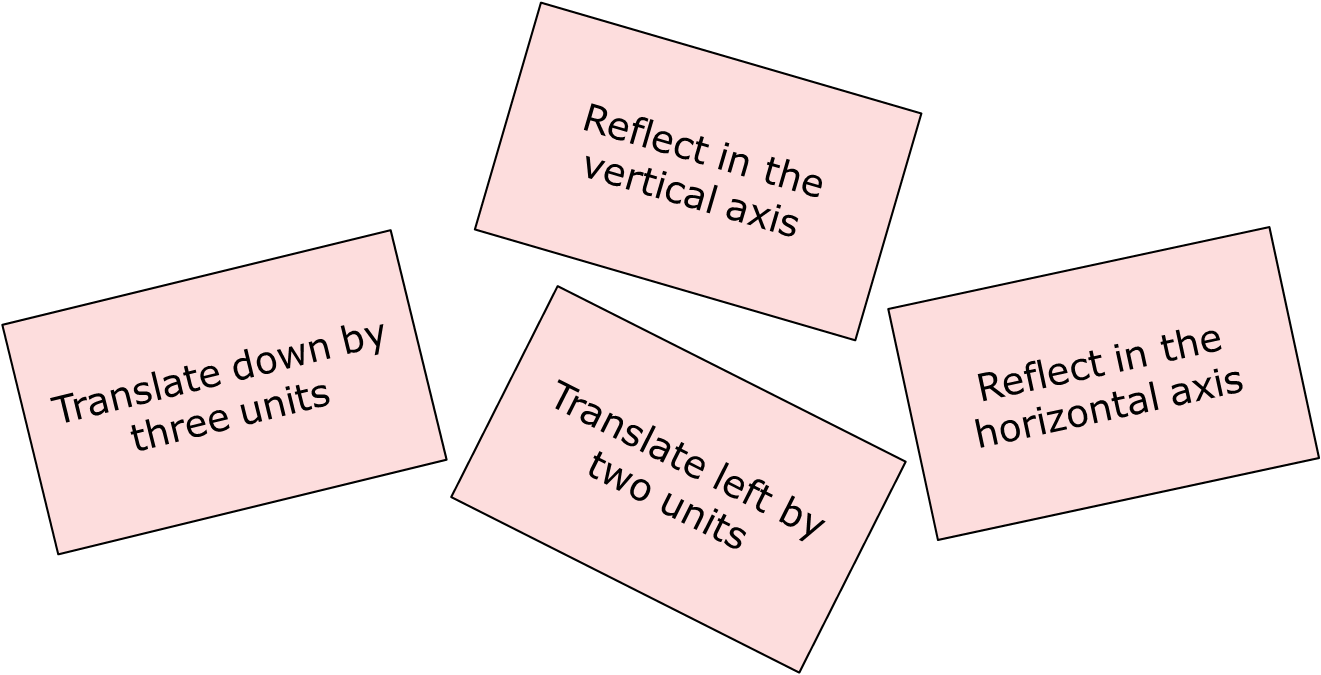 Reflect in the
vertical axis
Translate down by
three units
Translate left by
two units
Reflect in the
horizontal axis